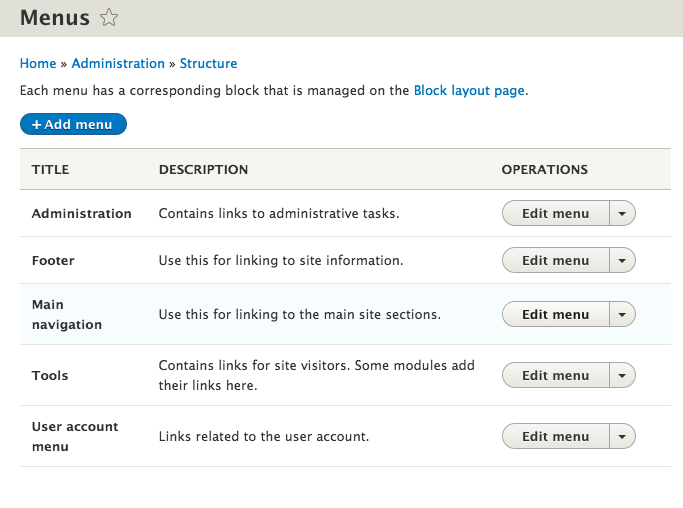 Menus
Home » Administration » Structure
Each menu has a corresponding block that is managed on the Block layout page.
+ Add menu
TITLE DESCRIPTION OPERATIONS
Administration Contains links to administrative tasks. Edit menu
Footer Use this for linking to site information. Edit menu
Main
navigation Use this for linking to the main site sections. Edit menu
Tools Contains links for site visitors. Some modules add
their links here. Edit menu
User account
menu Links related to the user account. Edit menu